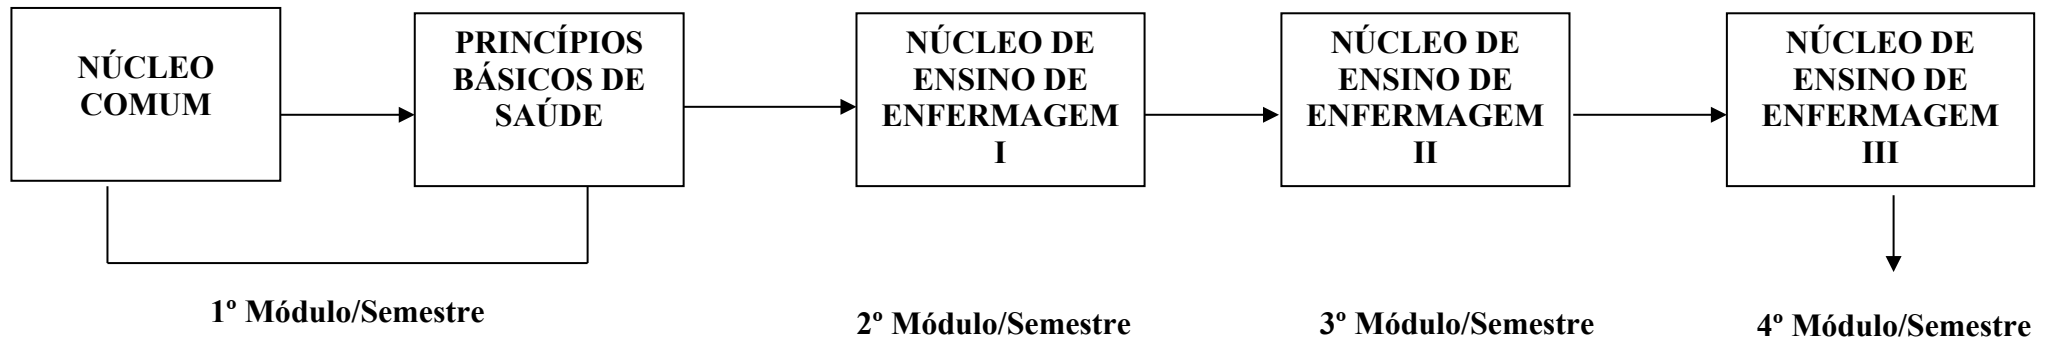 NÚCLEO
COMUM
PRINCÍPIOS
BÁSICOS DE
SAÚDE
NÚCLEO DE
ENSINO DE
ENFERMAGEM
I
NÚCLEO DE
ENSINO DE
ENFERMAGEM
II
NÚCLEO DE
ENSINO DE
ENFERMAGEM
III
1º Módulo/Semestre
2º Módulo/Semestre
3º Módulo/Semestre
4º Módulo/Semestre